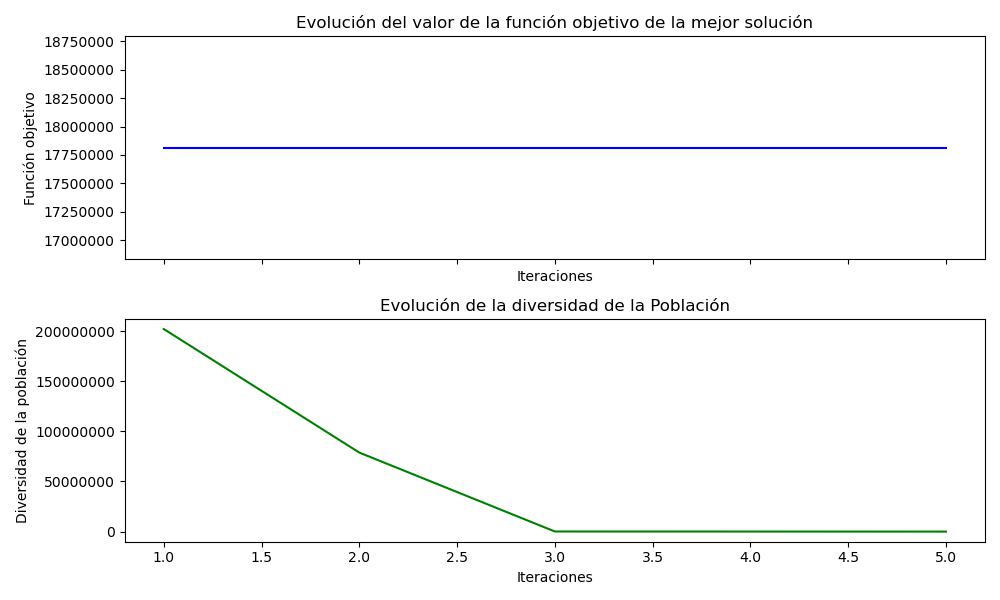 Evolución del valor de la función objetivo de la mejor solución
18750000
18500000
18250000
18000000
17750000
17500000
17250000
17000000
Función objetivo
Iteraciones
Evolución de la diversidad de la Población
200000000
150000000
100000000
50000000
0
Diversidad de la población
1.0 1.5 2.0 2.5 3.0 3.5 4.0 4.5 5.0
Iteraciones